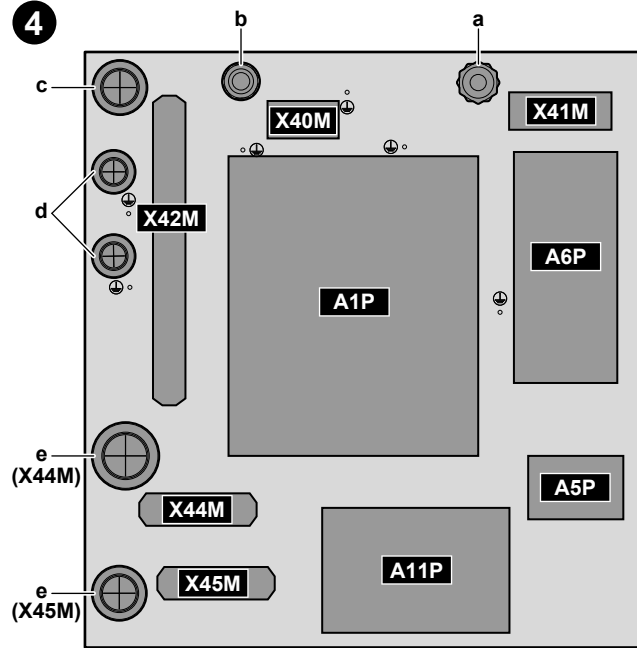 4
b
a
c
X40M
X41M
d
X42M
A6P
A1P
e
(X44M)
A5P
X44M
A11P
X45M
e
(X45M)